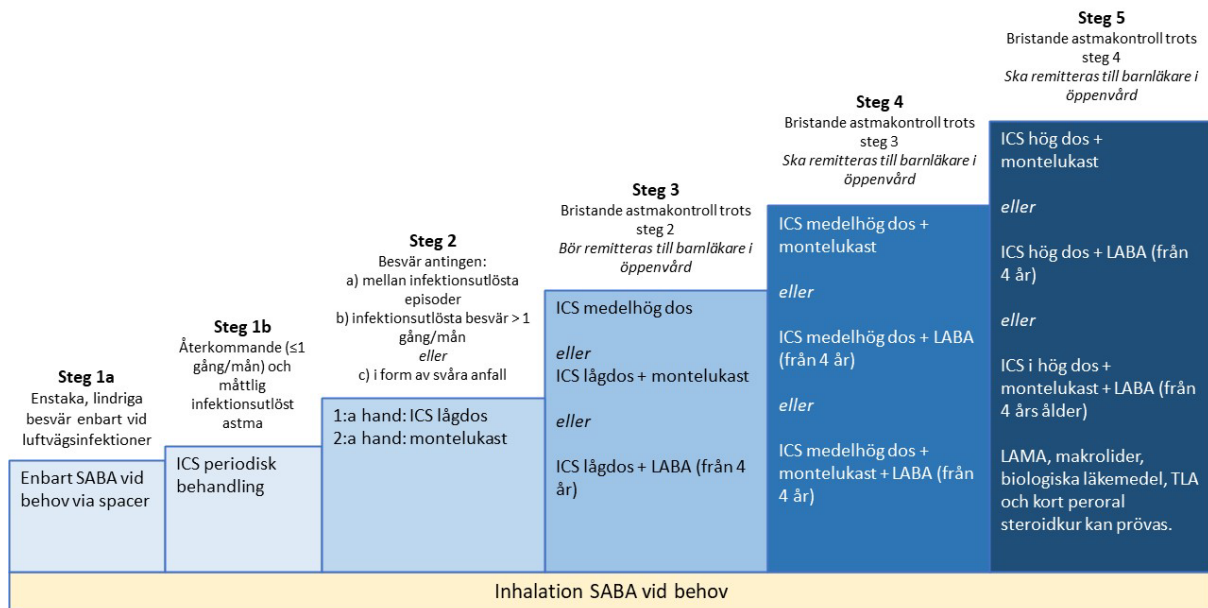 Steg 1a
Enstaka, lindriga
besvär enbart vid
luftvägsinfektioner
Enbart SABA vid
behov via spacer
Steg 1b
Återkommande (≤1
gång/mån) och
måttlig
infektionsutlöst
astma
ICS periodisk
behandling
Steg 2
Besvär antingen:
a) mellan infektionsutlösta
episoder
b) infektionsutlösta besvär > 1
gång/mån
eller
c) i form av svåra anfall
1:a hand: ICS lågdos
2:a hand: montelukast
Steg 3
Bristande astmakontroll trots
steg 2
Bör remitteras till barnläkare i
öppenvård
ICS medelhög dos
eller
ICS lågdos + montelukast
eller
ICS lågdos + LABA (från 4
år)
Steg 4
Bristande astmakontroll trots
steg 3
Ska remitteras till barnläkare i
öppenvård
ICS medelhög dos +
montelukast
eller
ICS medelhög dos + LABA
(från 4 år)
eller
ICS medelhög dos +
montelukast + LABA (från
4 år)
Steg 5
Bristande astmakontroll trots
steg 4
Ska remitteras till barnläkare i
öppenvård
ICS hög dos +
montelukast
eller
ICS hög dos + LABA (från
4 år)
eller
ICS i hög dos +
montelukast + LABA (från
4 års ålder)
LAMA, makrolider,
biologiska läkemedel, TLA
och kort peroral
steroidkur kan prövas.
Inhalation SABA vid behov